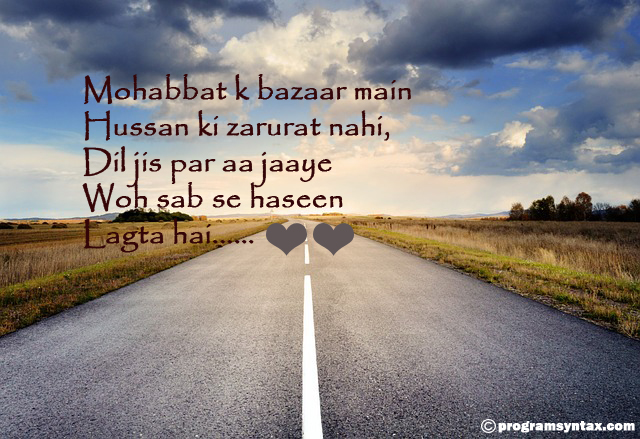 Mohabbat k bazaar main
Hussan ki zarurat nahi,
Dil jis par aa jaaye
Woh sab se haseen
Lagta hai......
© programsyntax.com